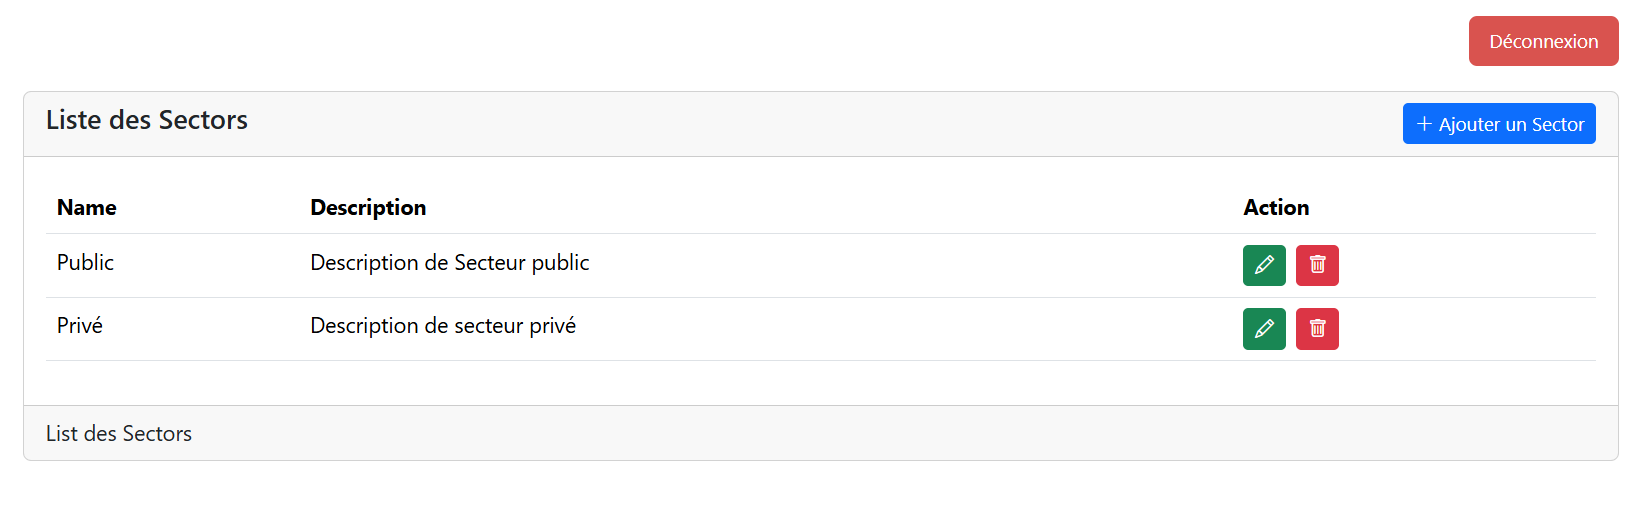 Déconnexion
Liste des Sectors
+ Ajouter un Sector
Name Description Action
Public Description de Secteur public
Privé Description de secteur privé
List des Sectors